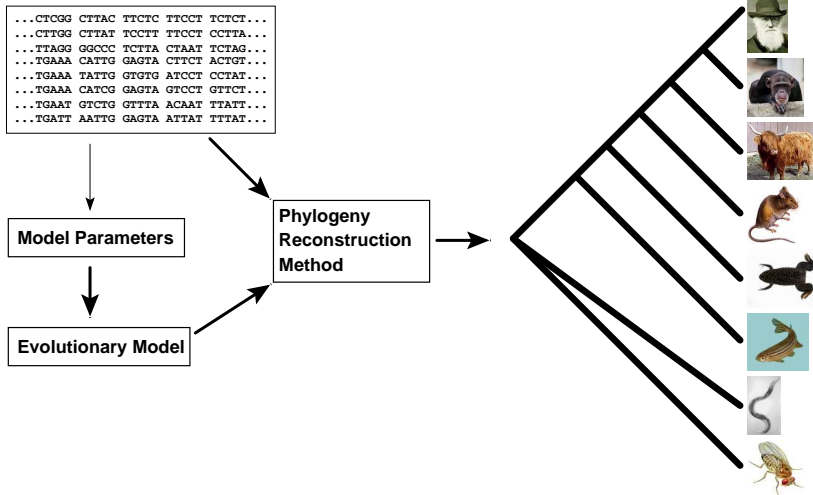 ...CTCGG CTTAC TTCTC TTCCT TCTCT...
...CTTGG CTTAT TCCTT TTCCT CCTTA...
...TTAGG GGCCC TCTTA CTAAT TCTAG...
...TGAAA CATTG GGAGTA CTTCT ACTGT...
...TGAAA TATTG GTGTG ATCCT CCTAT...
...TGAAA CATCG GAGTA GTCCT GTTCT...
...TGAAT GTCTG GTTTA ACAAT TTATT...
...TGATT AATTG GAGTA ATTAT TTTAT...
Model Parameters
Evolutionary Model
Phylogeny
Reconstruction
Method